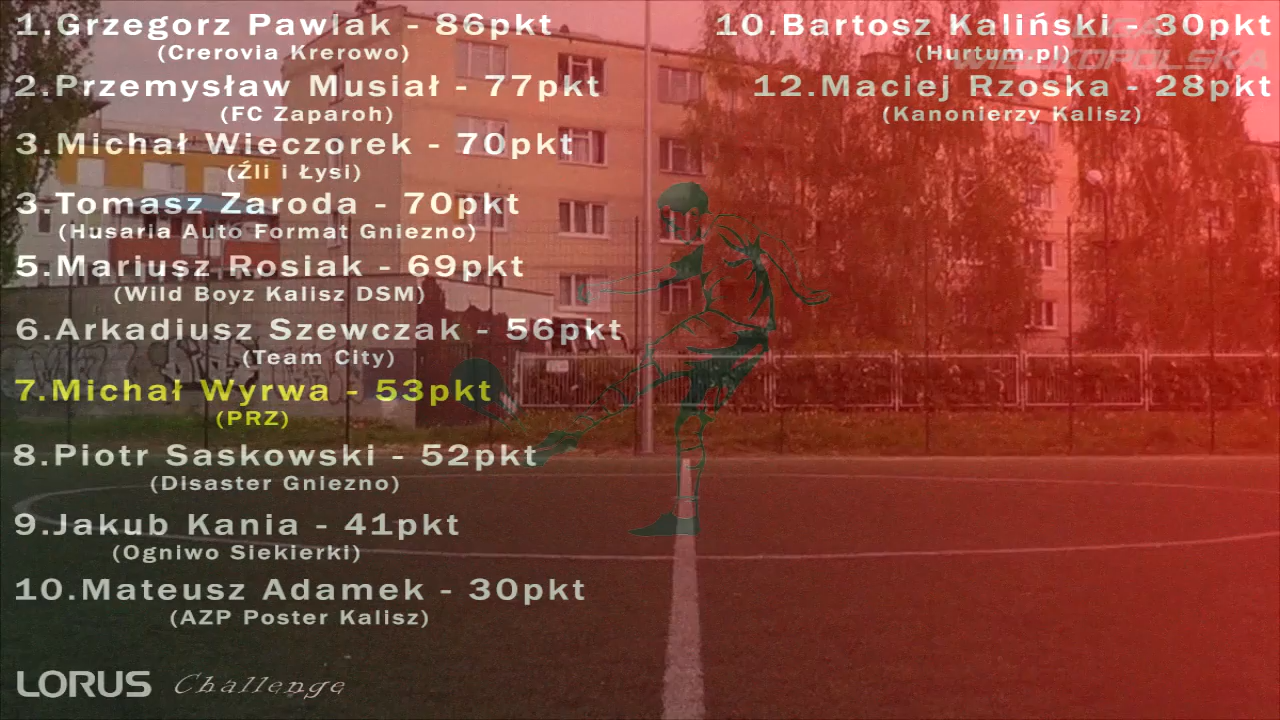 1.Grzegorz Pawlak - 86pkt
(Crerovia Krerowo)
2.Przemysław Musiał - 77pkt
(FC Zaparoh)
3.Michał Wieczorek - 70pkt
(Źli i Łysi)
3.Tomasz Zaroda - 70pkt
(Husaria Auto Format Gniezno)
5.Mariusz Rosiak - 69pkt
(Wild Boyz Kalisz DSM)
6.Arkadiusz Szewczak - 56pkt
(Team City)
7.Michał Wyrwa - 53pkt
(PRZ)
8.Piotr Saskowski - 52pkt
(Disaster Gniezno)
9.Jakub Kania - 41pkt
(Ogniwo Siekierki)
10.Mateusz Adamek - 30pkt
(AZP Poster Kalisz)
10.Bartosz Kaliński - 30pkt
(Hurtum.pl)
12.Maciej Rzoska - 28pkt
(Kanonierzy Kalisz)
LORUS Challenge